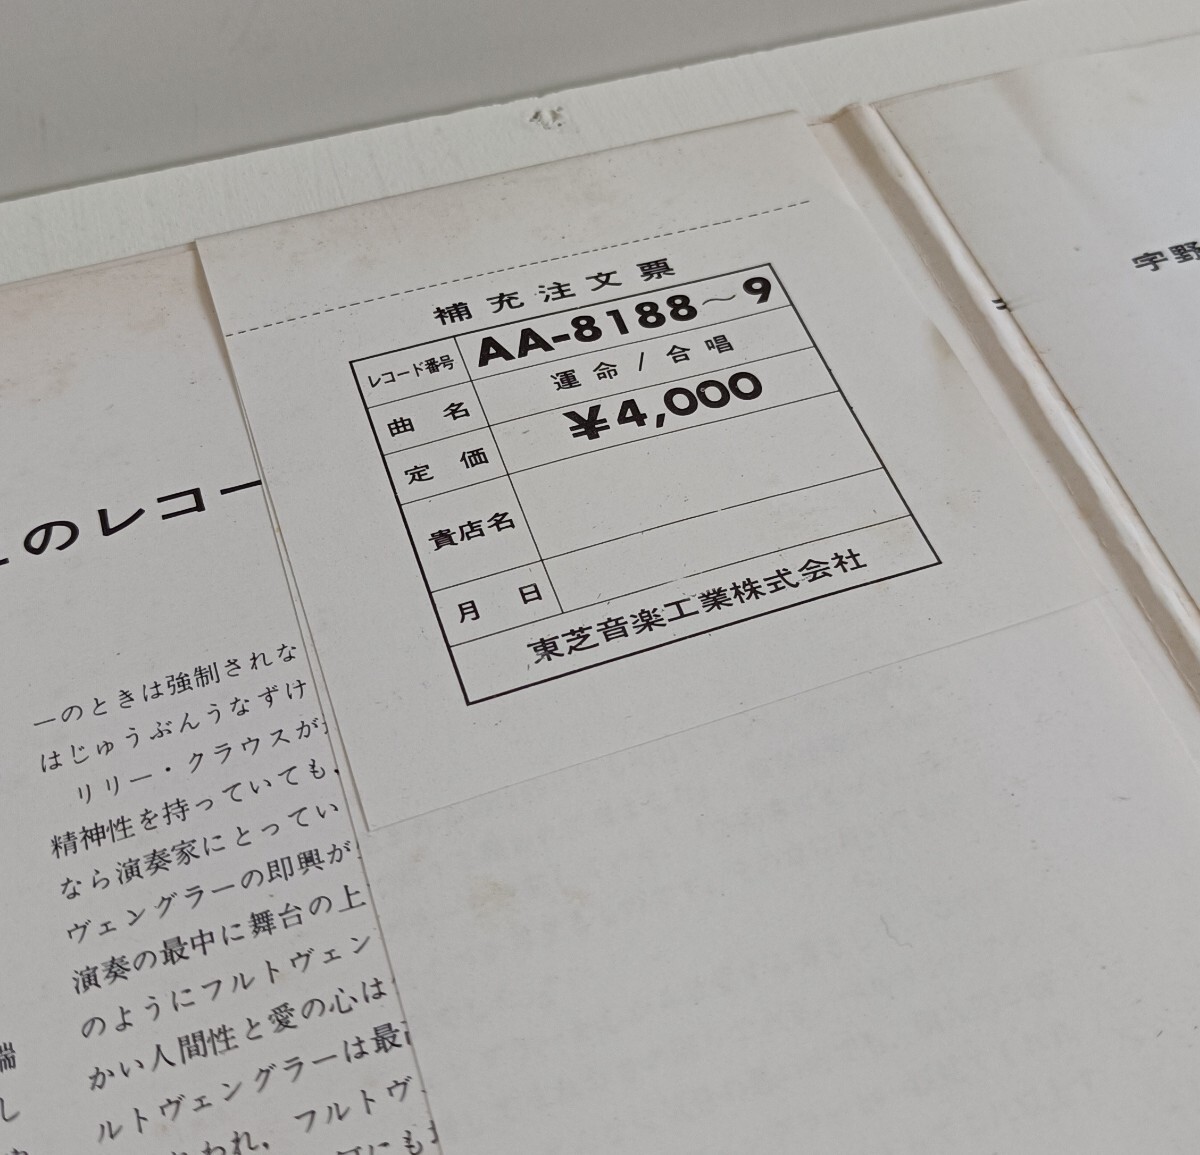 補充注文票
レコード番号 AA-8188～9
曲名 運命/合唱
定価 ¥4,000
貴店名
月 日
東芝音楽工業株式会社
宇野
のレコー
ーのときは強制されな
はじゅうぶんうなずけ
リリー・クラウスが
精神性を持っていても、
なら演奏家にとってい
ヴェングラーの即興が
演奏の最中に舞台の上
のようにフルトヴェン
かい人間性と愛の心は
ルトヴェングラーは最
われ、フルトヴ
にも
し